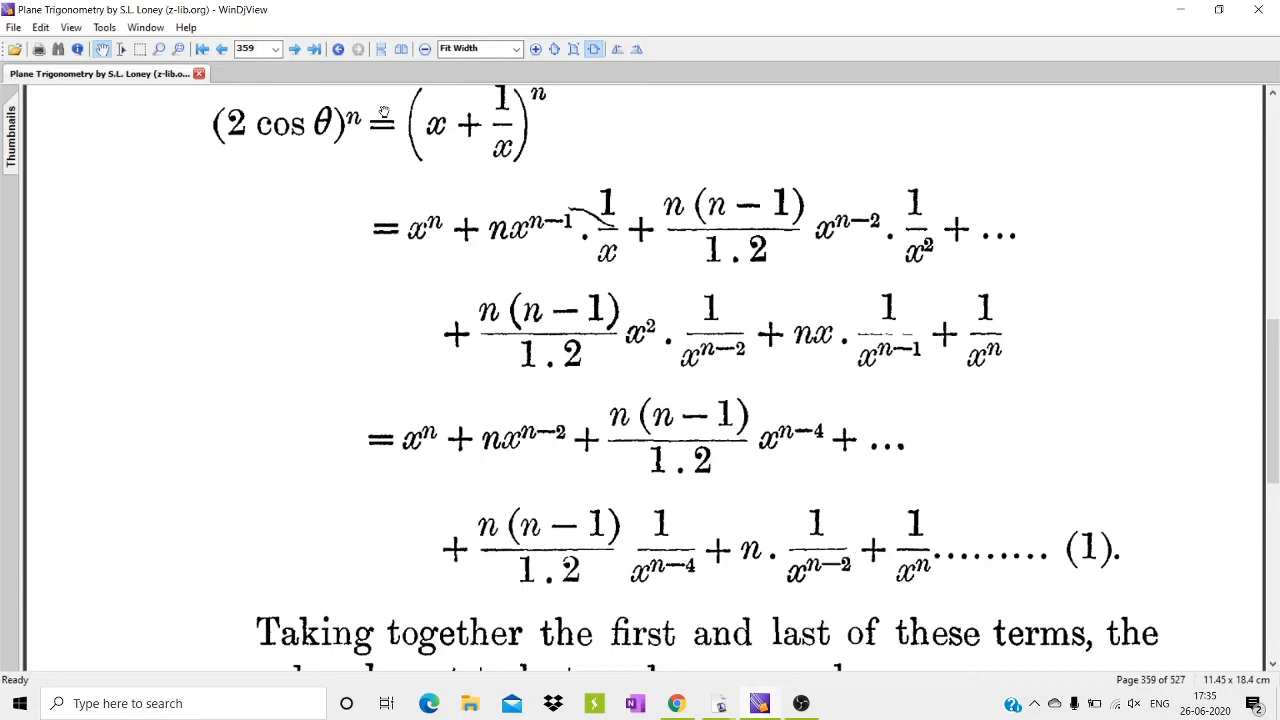 Plane Trigonometry by S.L. Loney (z-lib.org) - WinDjView
File Edit View Tools Window Help
359 Fit Width
Plane Trigonometry by S.L. Loney (z-lib.o...
Thumbnails
(2 cos θ)ⁿ = (x + 1/x)ⁿ
= xⁿ + nxⁿ⁻¹ . 1/x + n (n − 1)/1 . 2 xⁿ⁻² . 1/x² + ...
+ n (n − 1)/1 . 2 x² . 1/xⁿ⁻² + nx . 1/xⁿ⁻¹ + 1/xⁿ
= xⁿ + nxⁿ⁻² + n (n − 1)/1 . 2 xⁿ⁻⁴ + ...
+ n (n − 1)/1 . 2 1/xⁿ⁻⁴ + n . 1/xⁿ⁻² + 1/xⁿ ......... (1).
Taking together the first and last of these terms, the
Page 359 of 527 11.45 x 18.4 cm
Type here to search
ENG 17:35
26-06-2020
2